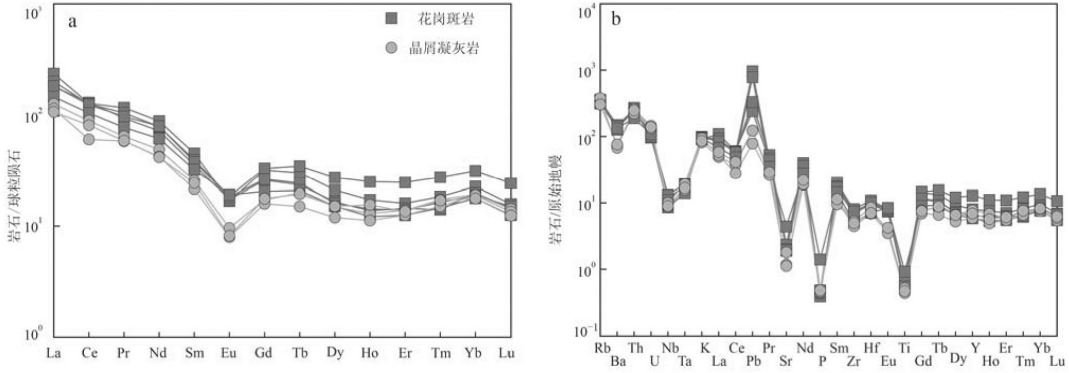 a
花岗斑岩
晶屑凝灰岩
岩石/球粒陨石
10³
10²
10¹
10⁰
La Ce Pr Nd Sm Eu Gd Tb Dy Ho Er Tm Yb Lu
b
岩石/原始地幔
10⁴
10³
10²
10¹
10⁰
10⁻¹
Rb Th Nb K Ce Pr Nd Sm Hf Ti Tb Y Er Yb
Ba U Ta La Pb Sr P Zr Eu Gd Dy Ho Tm Lu